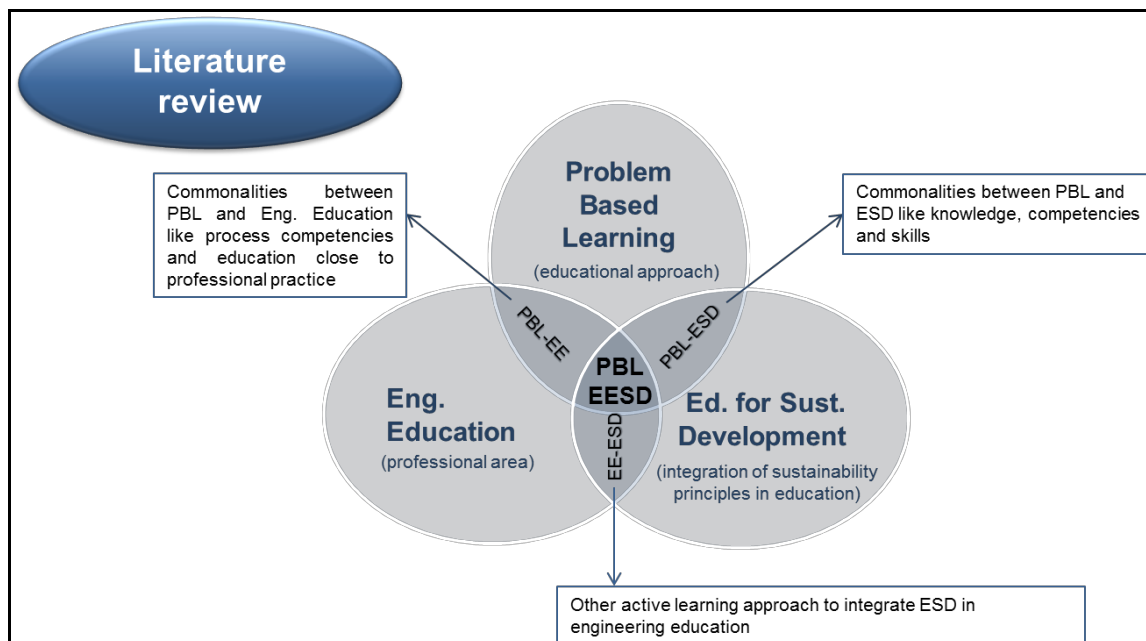 Literature
review
Commonalities between
PBL and Eng. Education
like process competencies
and education close to
professional practice
Problem
Based
Learning
(educational approach)
Commonalities between PBL and
ESD like knowledge, competencies
and skills
PBL-EE
PBL-ESD
PBL
EESD
EE-ESD
Eng.
Education
(professional area)
Ed. for Sust.
Development
(integration of sustainability
principles in education)
Other active learning approach to integrate ESD in
engineering education